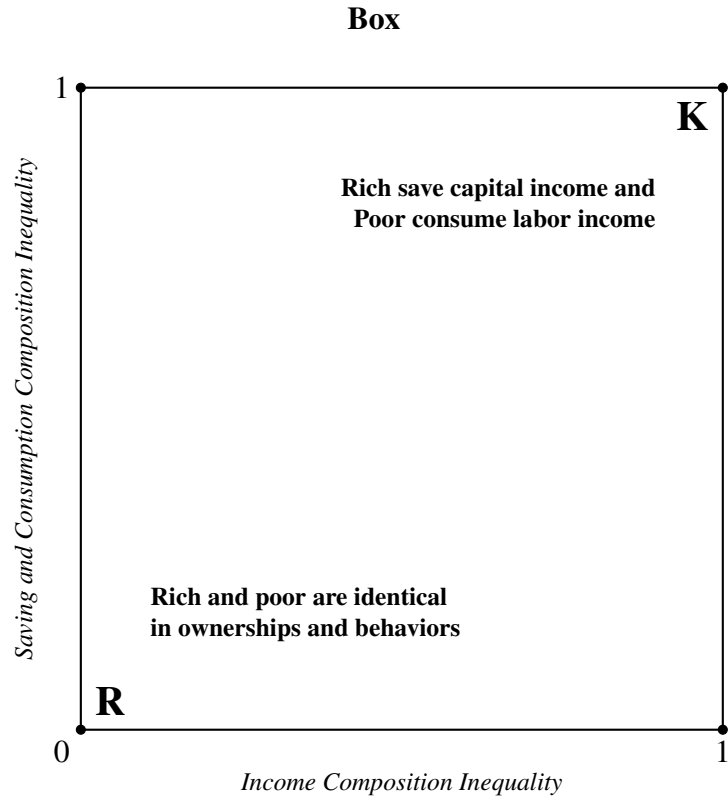 Box
1
K
Rich save capital income and
Poor consume labor income
Saving and Consumption Composition Inequality
Rich and poor are identical
in ownerships and behaviors
R
0
1
Income Composition Inequality